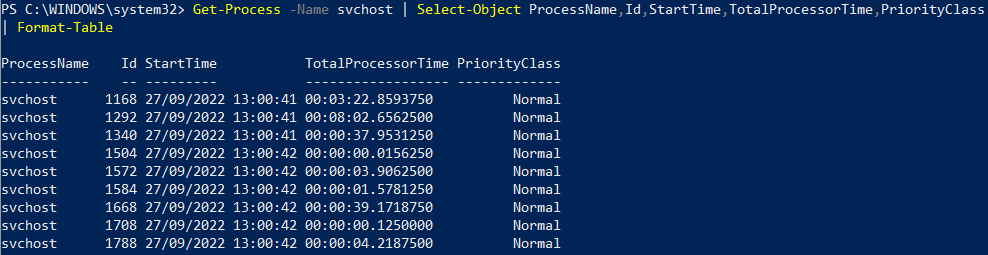 PS C:\WINDOWS\system32> Get-Process -Name svchost | Select-Object ProcessName,Id,StartTime,TotalProcessorTime,PriorityClass
| Format-Table
ProcessName Id StartTime TotalProcessorTime PriorityClass
----------- -- --------- ------------------ -------------
svchost 1168 27/09/2022 13:00:41 00:03:22.8593750 Normal
svchost 1292 27/09/2022 13:00:41 00:08:02.6562500 Normal
svchost 1340 27/09/2022 13:00:41 00:00:37.9531250 Normal
svchost 1504 27/09/2022 13:00:42 00:00:00.0156250 Normal
svchost 1572 27/09/2022 13:00:42 00:00:03.9062500 Normal
svchost 1584 27/09/2022 13:00:42 00:00:01.5781250 Normal
svchost 1668 27/09/2022 13:00:42 00:00:39.1718750 Normal
svchost 1708 27/09/2022 13:00:42 00:00:00.1250000 Normal
svchost 1788 27/09/2022 13:00:42 00:00:04.2187500 Normal